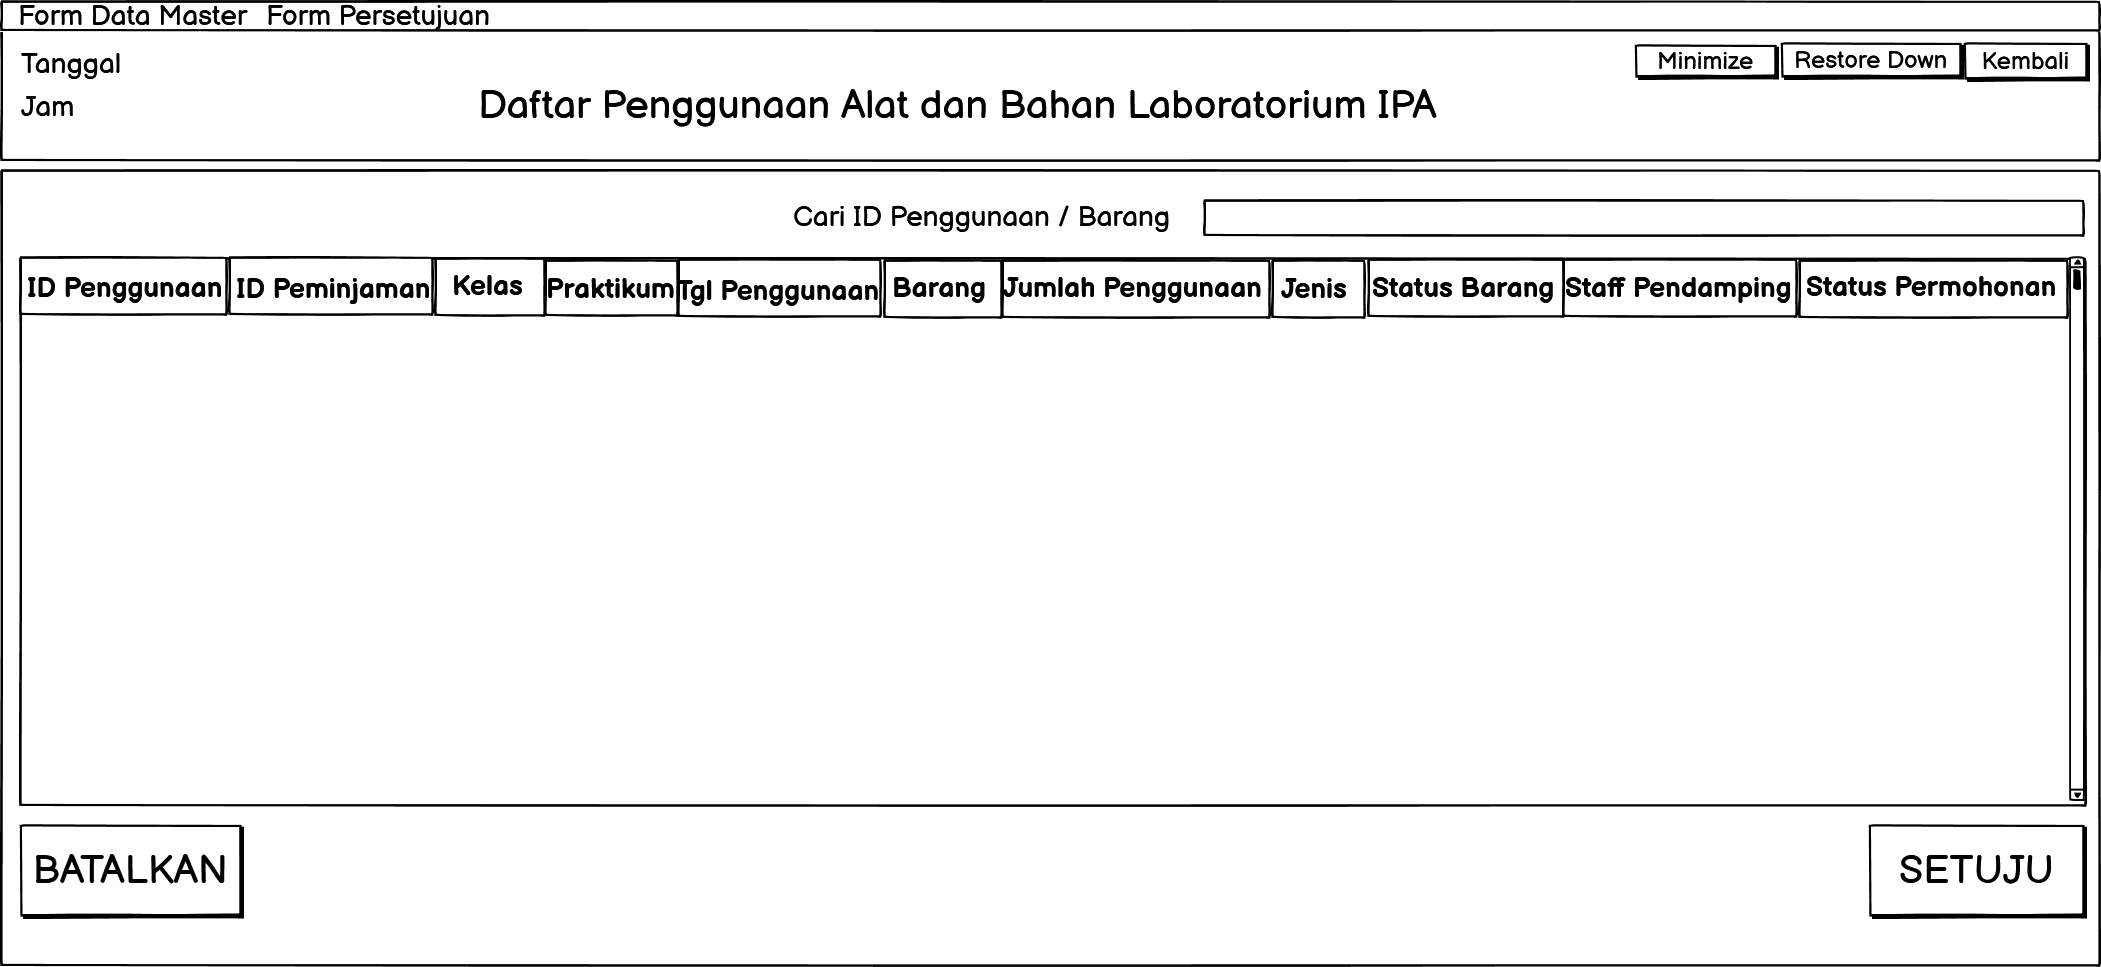 Form Data Master Form Persetujuan
Tanggal
Minimize Restore Down Kembali
Jam
Daftar Penggunaan Alat dan Bahan Laboratorium IPA
Cari ID Penggunaan / Barang
ID Penggunaan ID Peminjaman Kelas Praktikum Tgl Penggunaan Barang Jumlah Penggunaan Jenis Status Barang Staff Pendamping Status Permohonan
BATALKAN SETUJU